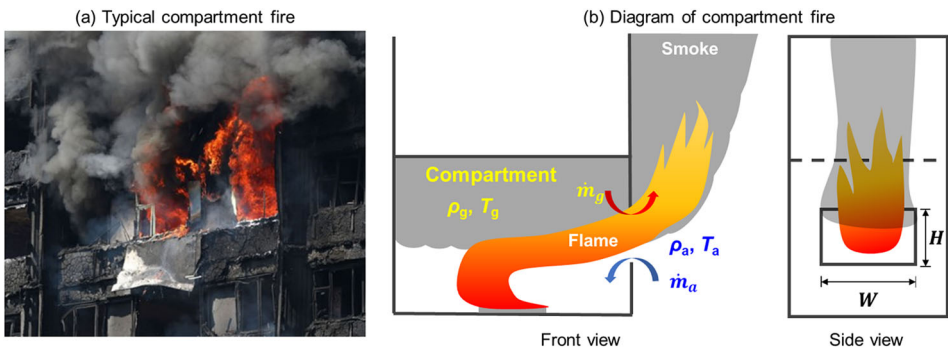 (a) Typical compartment fire
(b) Diagram of compartment fire
Smoke
Compartment
ρg, Tg
ṁg
Flame
ρa, Ta
ṁa
H
W
Front view
Side view